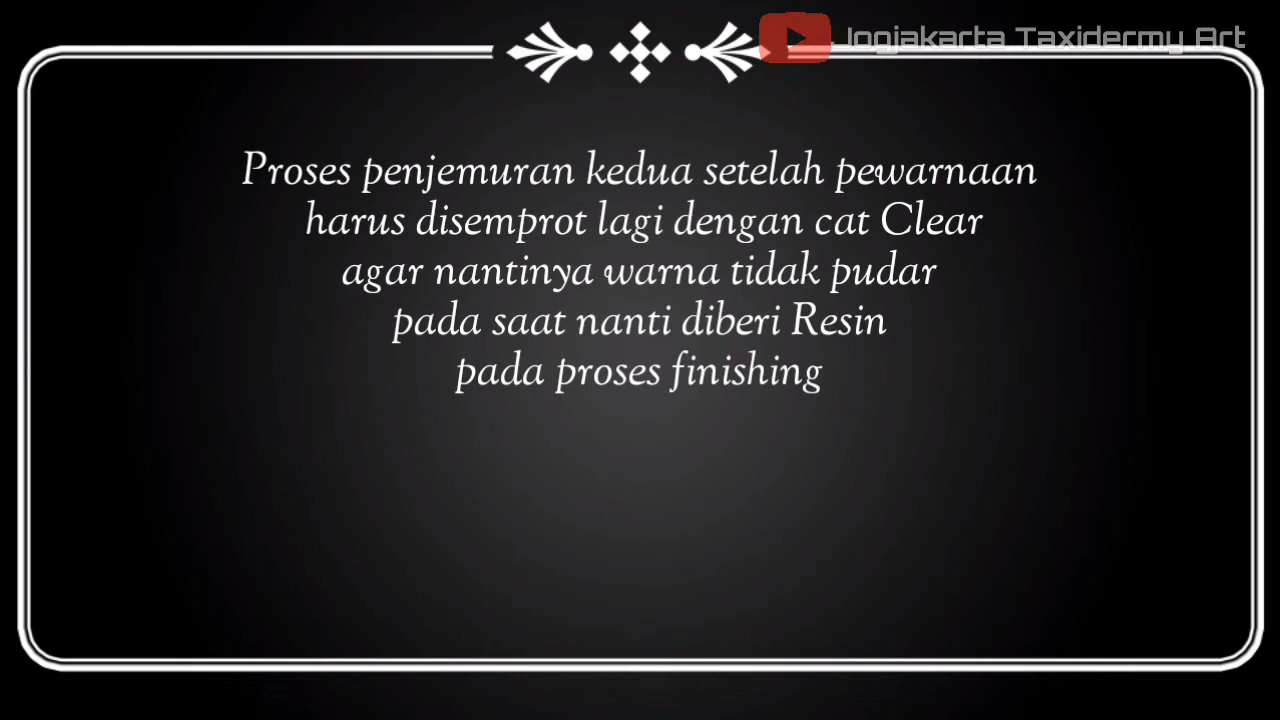 Jogjakarta Taxidermy Art
Proses penjemuran kedua setelah pewarnaan
harus disemprot lagi dengan cat Clear
agar nantinya warna tidak pudar
pada saat nanti diberi Resin
pada proses finishing